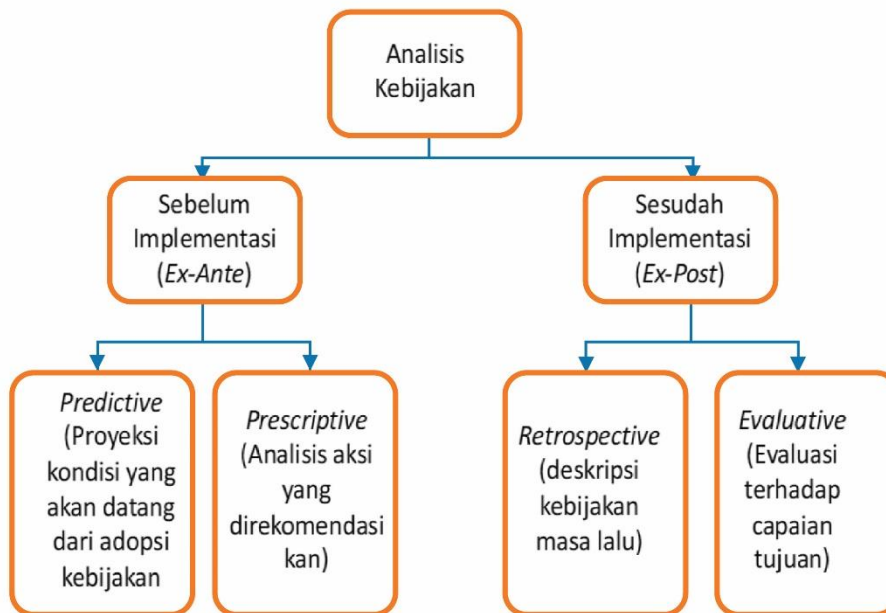 Analisis
Kebijakan
Sebelum
Implementasi
(Ex-Ante)
Sesudah
Implementasi
(Ex-Post)
Predictive
(Proyeksi
kondisi yang
akan datang
dari adopsi
kebijakan
Prescriptive
(Analisis aksi
yang
direkomendasi
kan)
Retrospective
(deskripsi
kebijakan
masa lalu)
Evaluative
(Evaluasi
terhadap
capaian
tujuan)